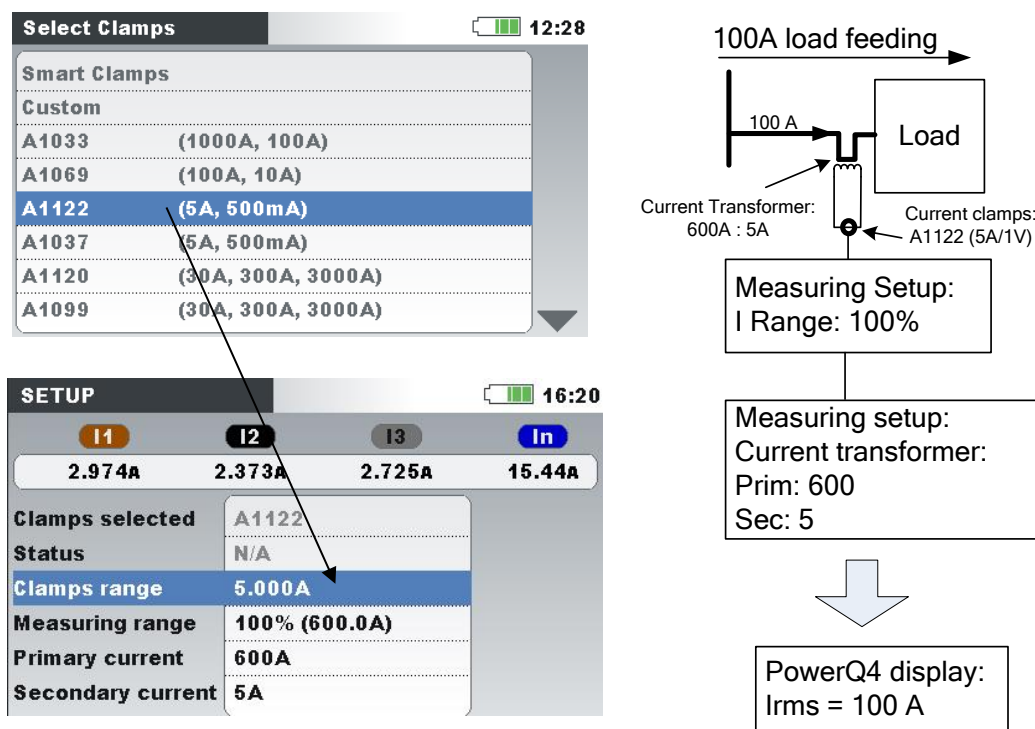 Select Clamps 12:28
Smart Clamps
Custom
A1033 (1000A, 100A)
A1069 (100A, 10A)
A1122 (5A, 500mA)
A1037 (5A, 500mA)
A1120 (30A, 300A, 3000A)
A1099 (30A, 300A, 3000A)
SETUP 16:20
I1 I2 I3 In
2.974A 2.373A 2.725A 15.44A
Clamps selected A1122
Status N/A
Clamps range 5.000A
Measuring range 100% (600.0A)
Primary current 600A
Secondary current 5A
100A load feeding
100 A
Load
Current Transformer:
600A : 5A
Current clamps:
A1122 (5A/1V)
Measuring Setup:
I Range: 100%
Measuring setup:
Current transformer:
Prim: 600
Sec: 5
PowerQ4 display:
Irms = 100 A